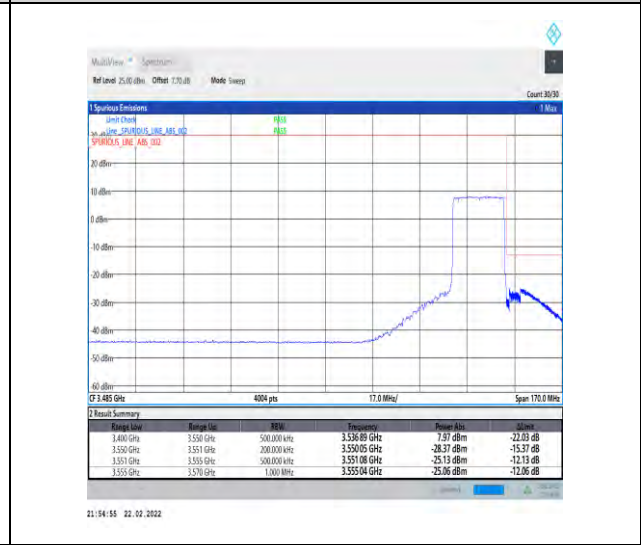 MultiView Spectrum
Ref Level 25.00 dBm Offset 7.70 dB Mode Sweep
Count 30/30
1 Spurious Emissions 1 Max
Limit Check PASS
Line _SPURIOUS_LINE_ABS_002 PASS
SPURIOUS_LINE_ABS_002
20 dBm
10 dBm
0 dBm
-10 dBm
-20 dBm
-30 dBm
-40 dBm
-50 dBm
-60 dBm
CF 3.485 GHz 4004 pts 17.0 MHz/ Span 170.0 MHz
2 Result Summary
Range Low Range Up RBW Frequency Power Abs ΔLimit
3.400 GHz 3.550 GHz 500.000 kHz 3.53689 GHz 7.97 dBm -22.03 dB
3.550 GHz 3.551 GHz 200.000 kHz 3.55005 GHz -28.37 dBm -15.37 dB
3.551 GHz 3.555 GHz 500.000 kHz 3.55108 GHz -25.13 dBm -12.13 dB
3.555 GHz 3.570 GHz 1.000 MHz 3.55504 GHz -25.06 dBm -12.06 dB
21:54:55 22.02.2022